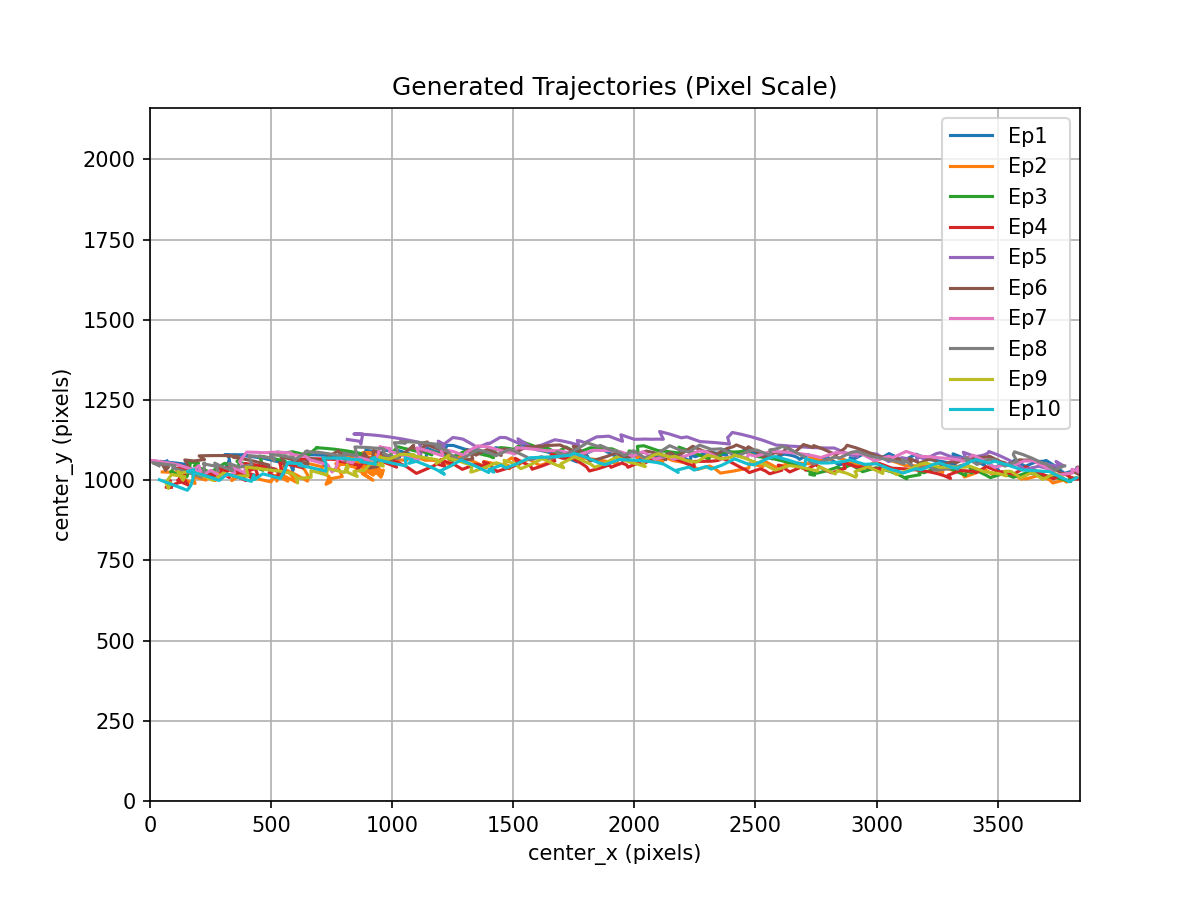 Generated Trajectories (Pixel Scale)
center_y (pixels)
2000
1750
1500
1250
1000
750
500
250
0
0 500 1000 1500 2000 2500 3000 3500
center_x (pixels)
Ep1
Ep2
Ep3
Ep4
Ep5
Ep6
Ep7
Ep8
Ep9
Ep10